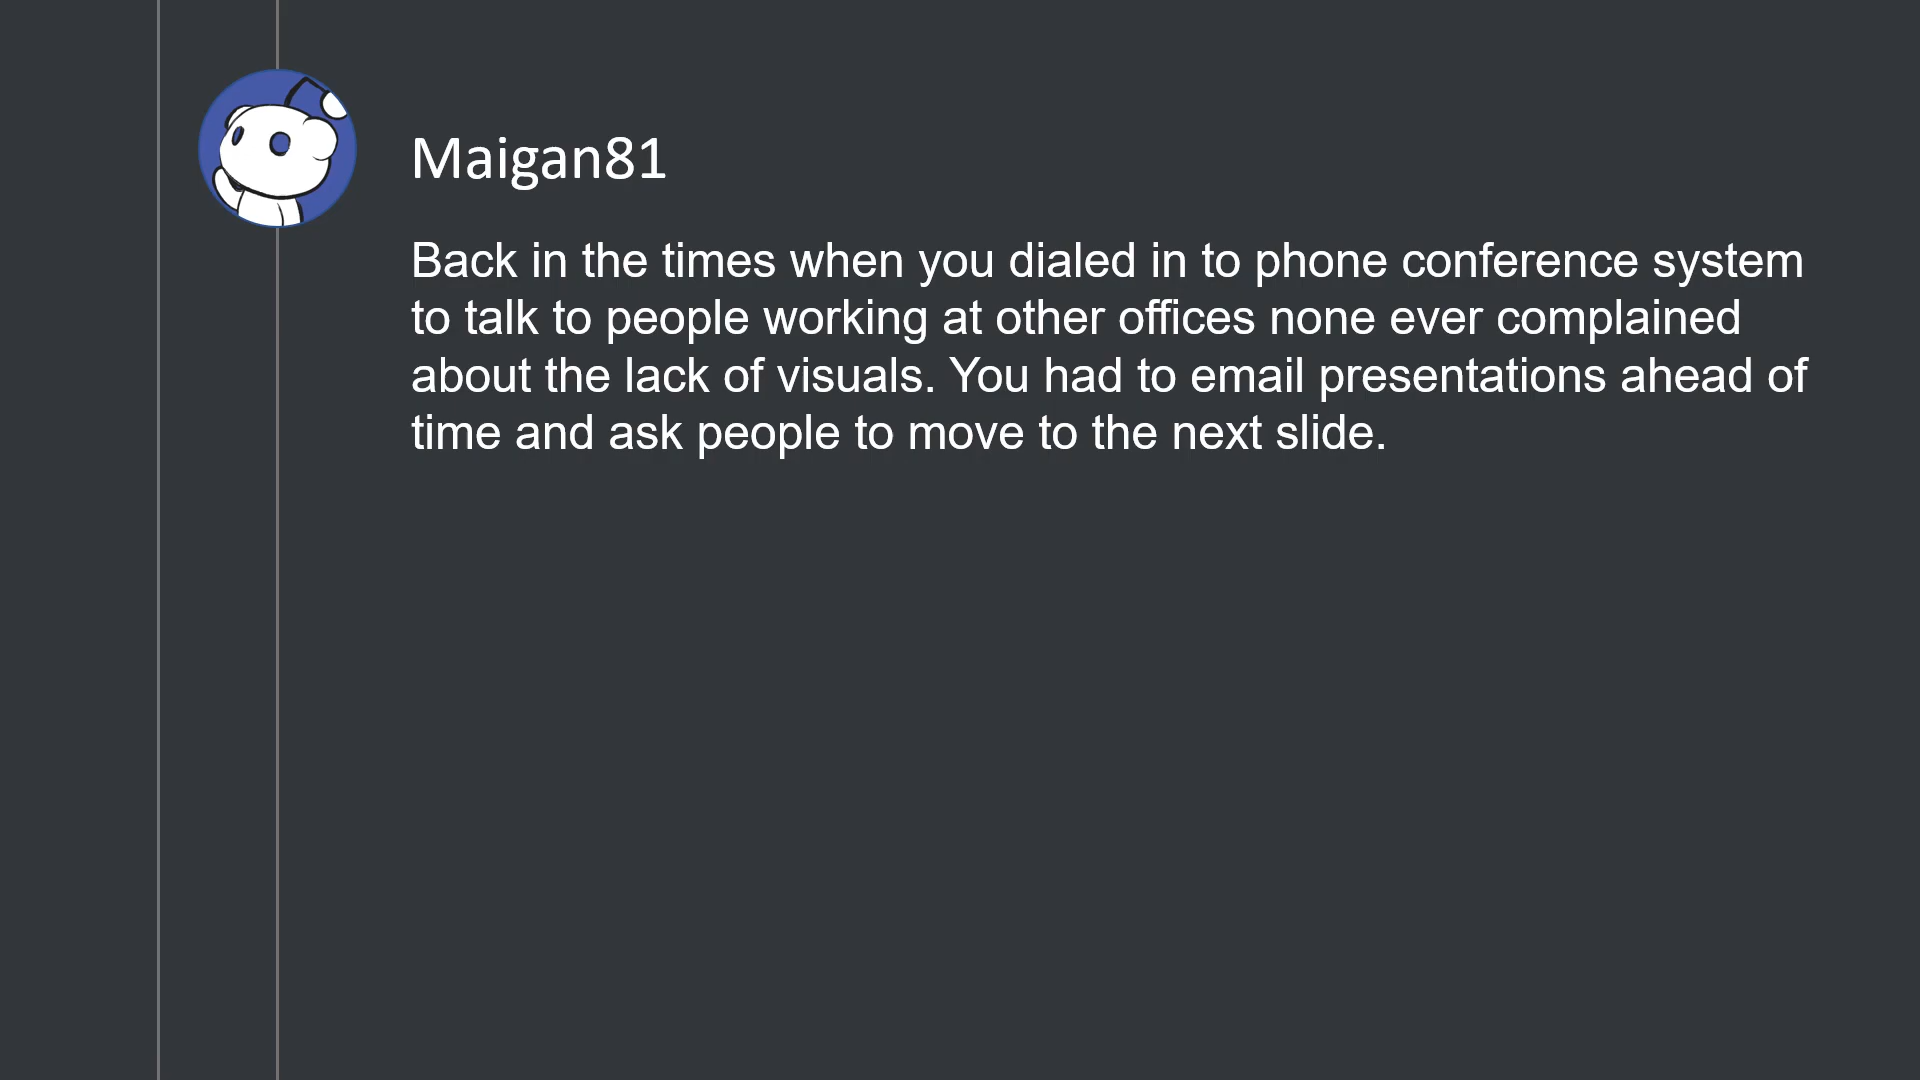 Maigan81
Back in the times when you dialed in to phone conference system
to talk to people working at other offices none ever complained
about the lack of visuals. You had to email presentations ahead of
time and ask people to move to the next slide.